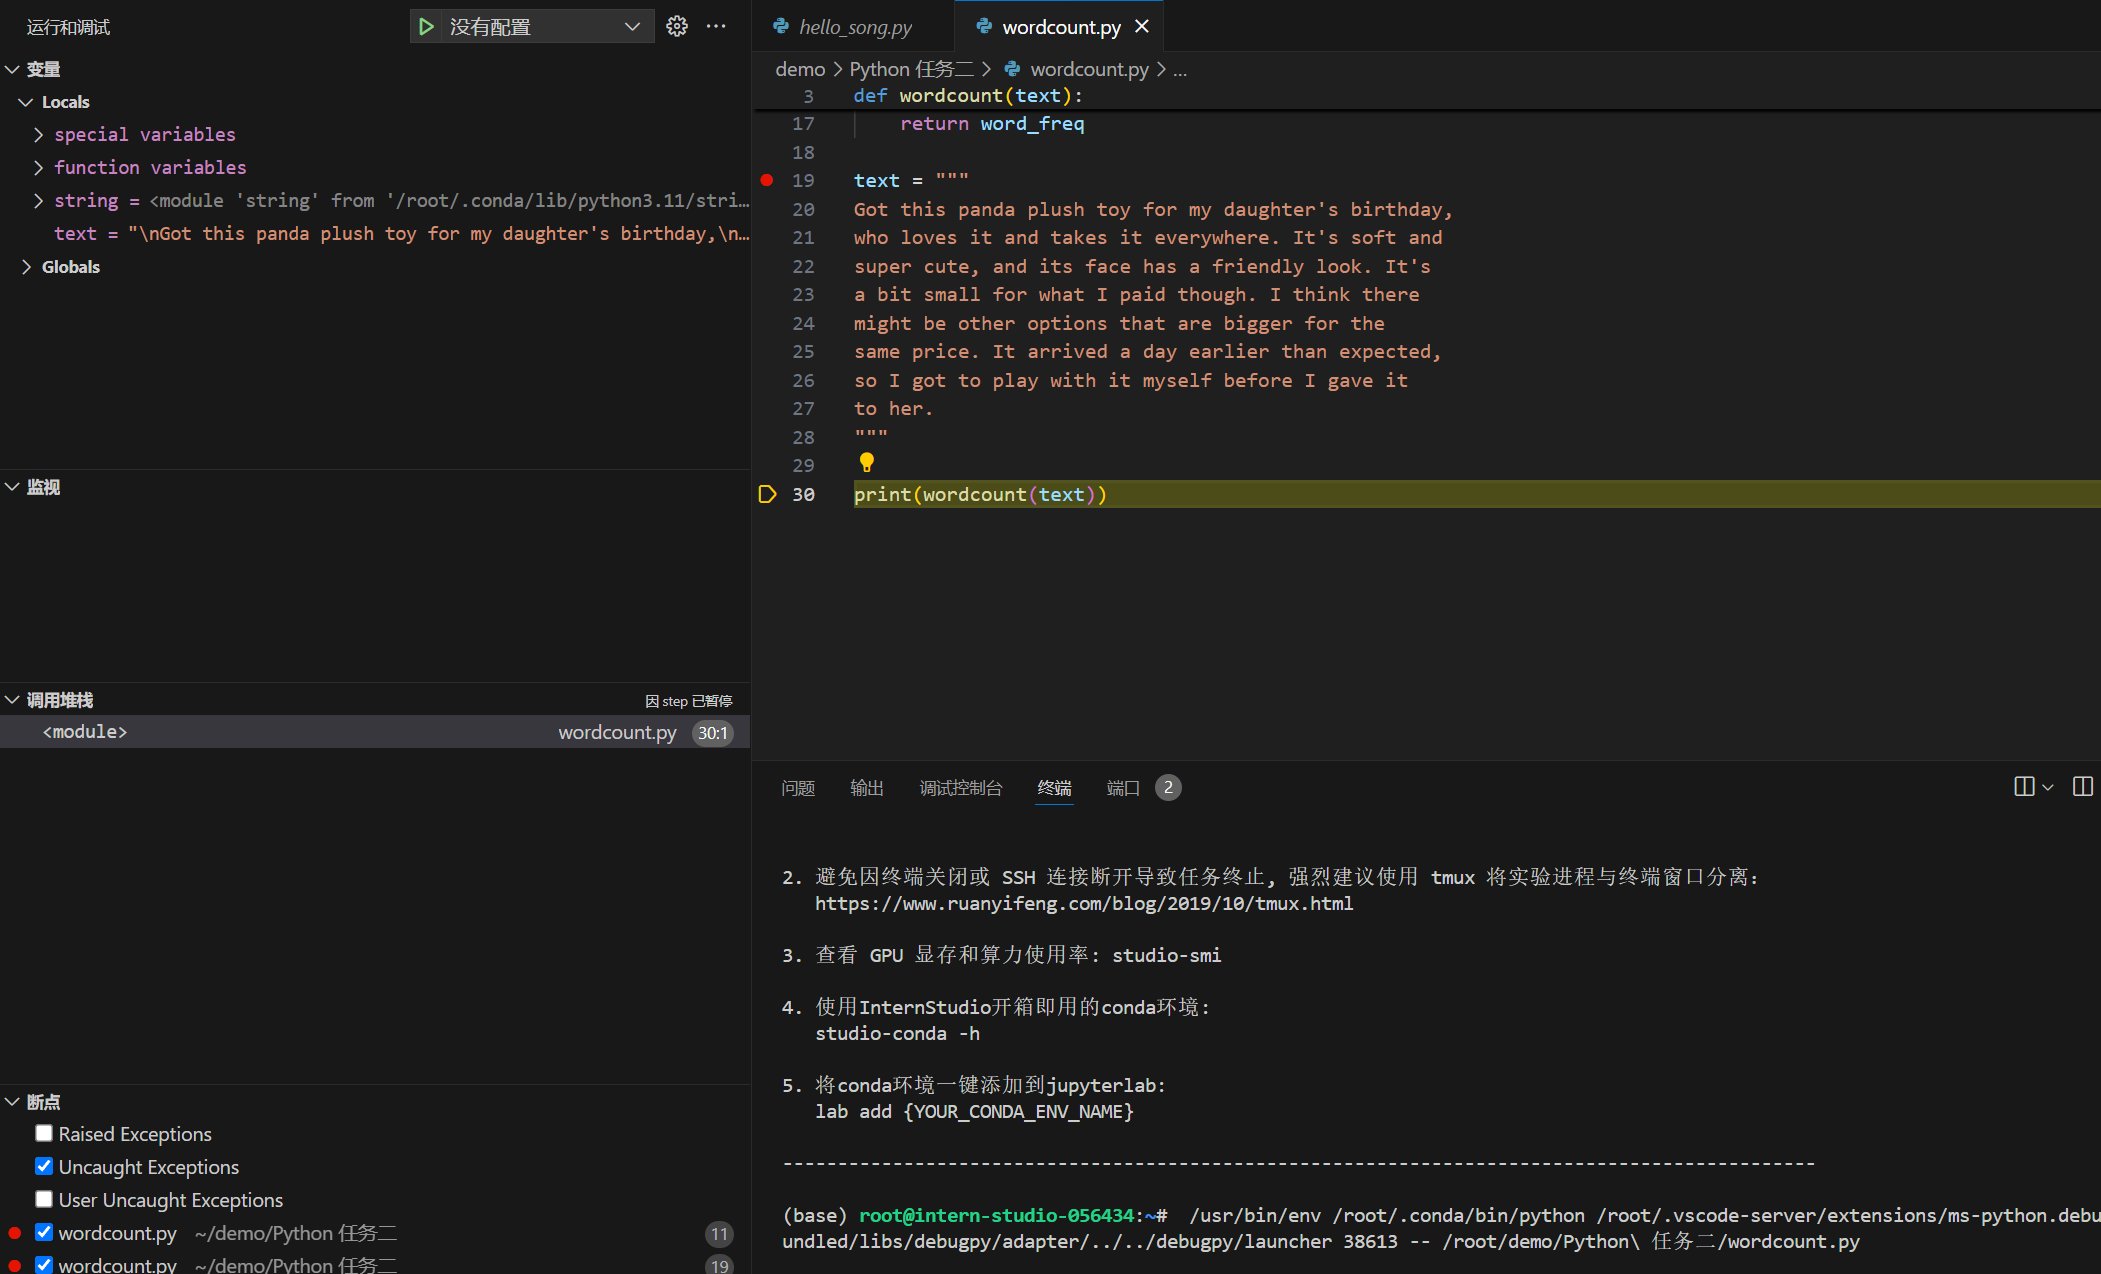 运行和调试
没有配置
变量
Locals
special variables
function variables
string = <module 'string' from '/root/.conda/lib/python3.11/stri…
text = "\nGot this panda plush toy for my daughter's birthday,\n…
Globals
监视
调用堆栈
因 step 已暂停
<module>
wordcount.py 30:1
断点
Raised Exceptions
Uncaught Exceptions
User Uncaught Exceptions
wordcount.py ~/demo/Python 任务二 11
wordcount.py ~/demo/Python 任务二 19
hello_song.py
wordcount.py
demo > Python 任务二 > wordcount.py > ...
3 def wordcount(text):
17 return word_freq
18
19 text = """
20 Got this panda plush toy for my daughter's birthday,
21 who loves it and takes it everywhere. It's soft and
22 super cute, and its face has a friendly look. It's
23 a bit small for what I paid though. I think there
24 might be other options that are bigger for the
25 same price. It arrived a day earlier than expected,
26 so I got to play with it myself before I gave it
27 to her.
28 """
29
30 print(wordcount(text))
问题 输出 调试控制台 终端 端口 2
2. 避免因终端关闭或 SSH 连接断开导致任务终止, 强烈建议使用 tmux 将实验进程与终端窗口分离:
https://www.ruanyifeng.com/blog/2019/10/tmux.html
3. 查看 GPU 显存和算力使用率: studio-smi
4. 使用InternStudio开箱即用的conda环境:
studio-conda -h
5. 将conda环境一键添加到jupyterlab:
lab add {YOUR_CONDA_ENV_NAME}
----------------------------------------------------------------------------------------------
(base) root@intern-studio-056434:~# /usr/bin/env /root/.conda/bin/python /root/.vscode-server/extensions/ms-python.debu
undled/libs/debugpy/adapter/../../debugpy/launcher 38613 -- /root/demo/Python\ 任务二/wordcount.py